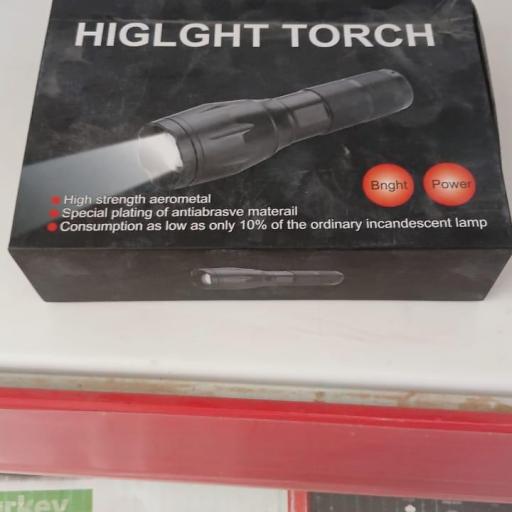 HIGLGHT TORCH
Bnght
Power
High strength aerometal
Special plating of antiabrasve materail
Consumption as low as only 10% of the ordinary incandescent lamp
rkey